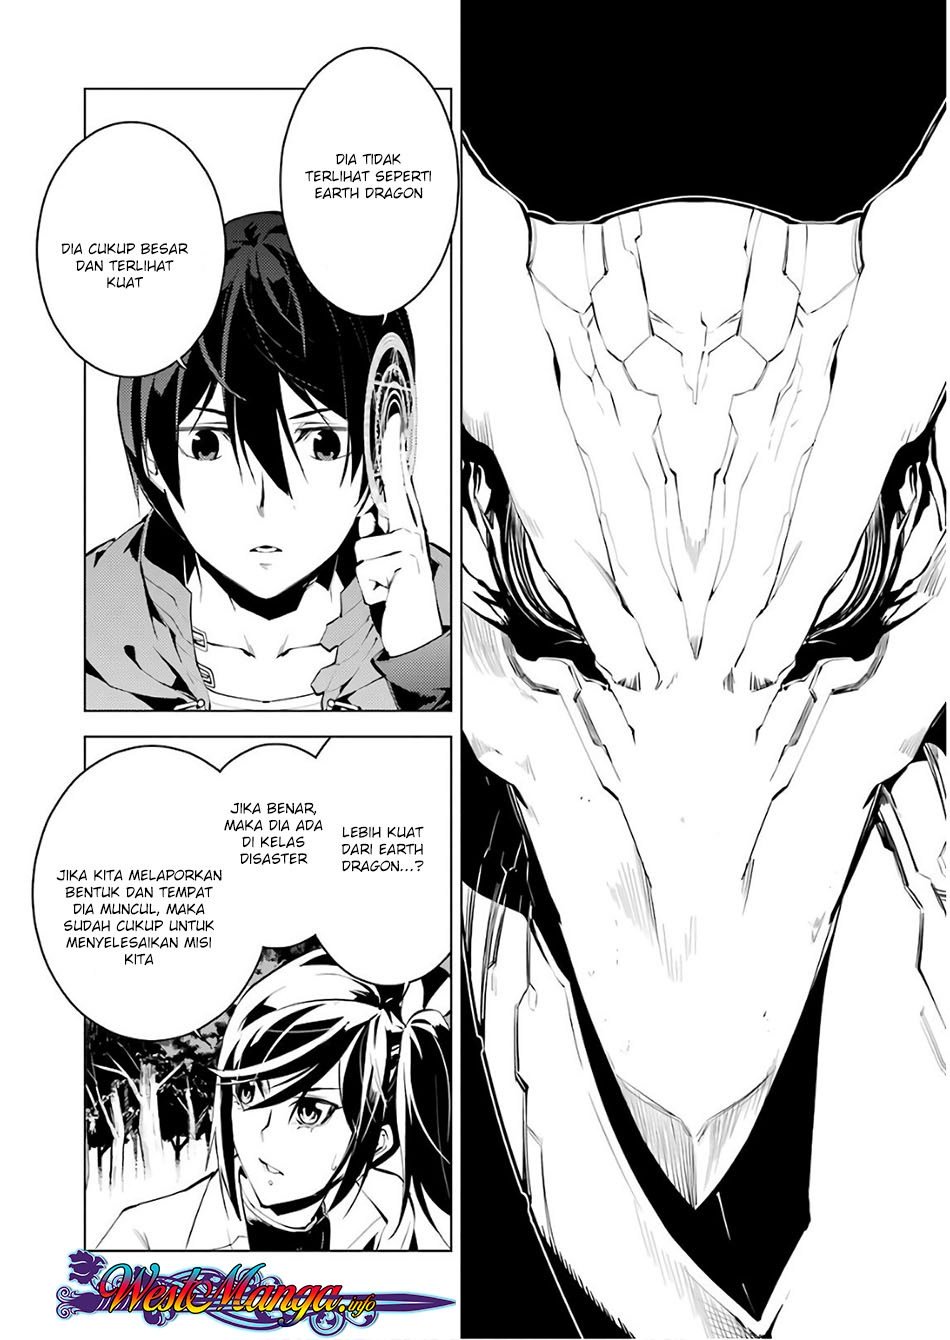 DIA TIDAK
TERLIHAT SEPERTI
EARTH DRAGON
DIA CUKUP BESAR
DAN TERLIHAT
KUAT
LEBIH KUAT
DARI EARTH
DRAGON...?
JIKA BENAR,
MAKA DIA ADA
DI KELAS
DISASTER
JIKA KITA MELAPORKAN
BENTUK DAN TEMPAT
DIA MUNCUL, MAKA
SUDAH CUKUP UNTUK
MENYELESAIKAN MISI
KITA
WestManga.info